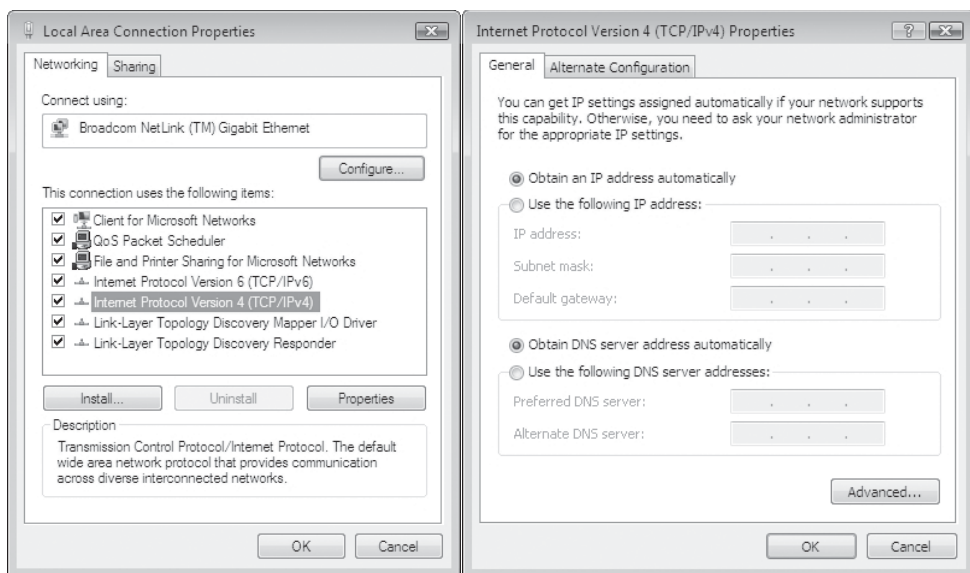 Local Area Connection Properties
Networking
Sharing
Connect using:
Broadcom NetLink (TM) Gigabit Ethernet
Configure...
This connection uses the following items:
Client for Microsoft Networks
QoS Packet Scheduler
File and Printer Sharing for Microsoft Networks
Internet Protocol Version 6 (TCP/IPv6)
Internet Protocol Version 4 (TCP/IPv4)
Link-Layer Topology Discovery Mapper I/O Driver
Link-Layer Topology Discovery Responder
Install...
Uninstall
Properties
Description
Transmission Control Protocol/Internet Protocol. The default
wide area network protocol that provides communication
across diverse interconnected networks.
OK
Cancel
Internet Protocol Version 4 (TCP/IPv4) Properties
General
Alternate Configuration
You can get IP settings assigned automatically if your network supports
this capability. Otherwise, you need to ask your network administrator
for the appropriate IP settings.
Obtain an IP address automatically
Use the following IP address:
IP address:
Subnet mask:
Default gateway:
Obtain DNS server address automatically
Use the following DNS server addresses:
Preferred DNS server:
Alternate DNS server:
Advanced...
OK
Cancel